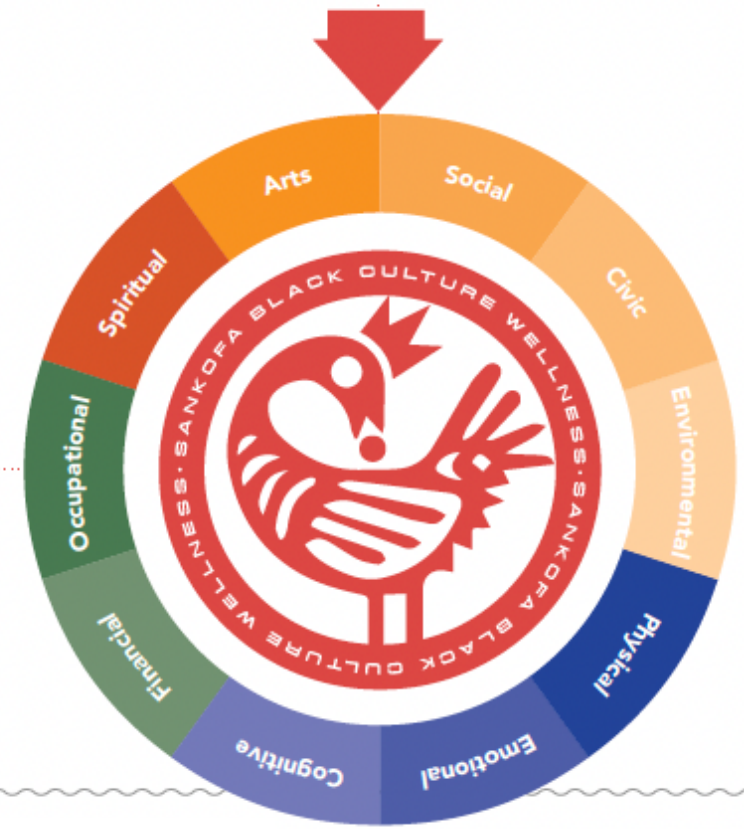 Arts
Social
Civic
Environmental
Physical
Emotional
Cognitive
Financial
Occupational
Spiritual
SANKOFA BLACK CULTURE WELLNESS·SANKOFA BLACK CULTURE WELLNESS·